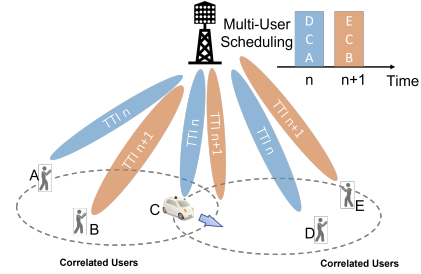 Multi-User
Scheduling
D
C
A
E
C
B
n
n+1
Time
TTI n
TTI n+1
TTI n
TTI n+1
TTI n
TTI n+1
A
B
C
D
E
Correlated Users
Correlated Users